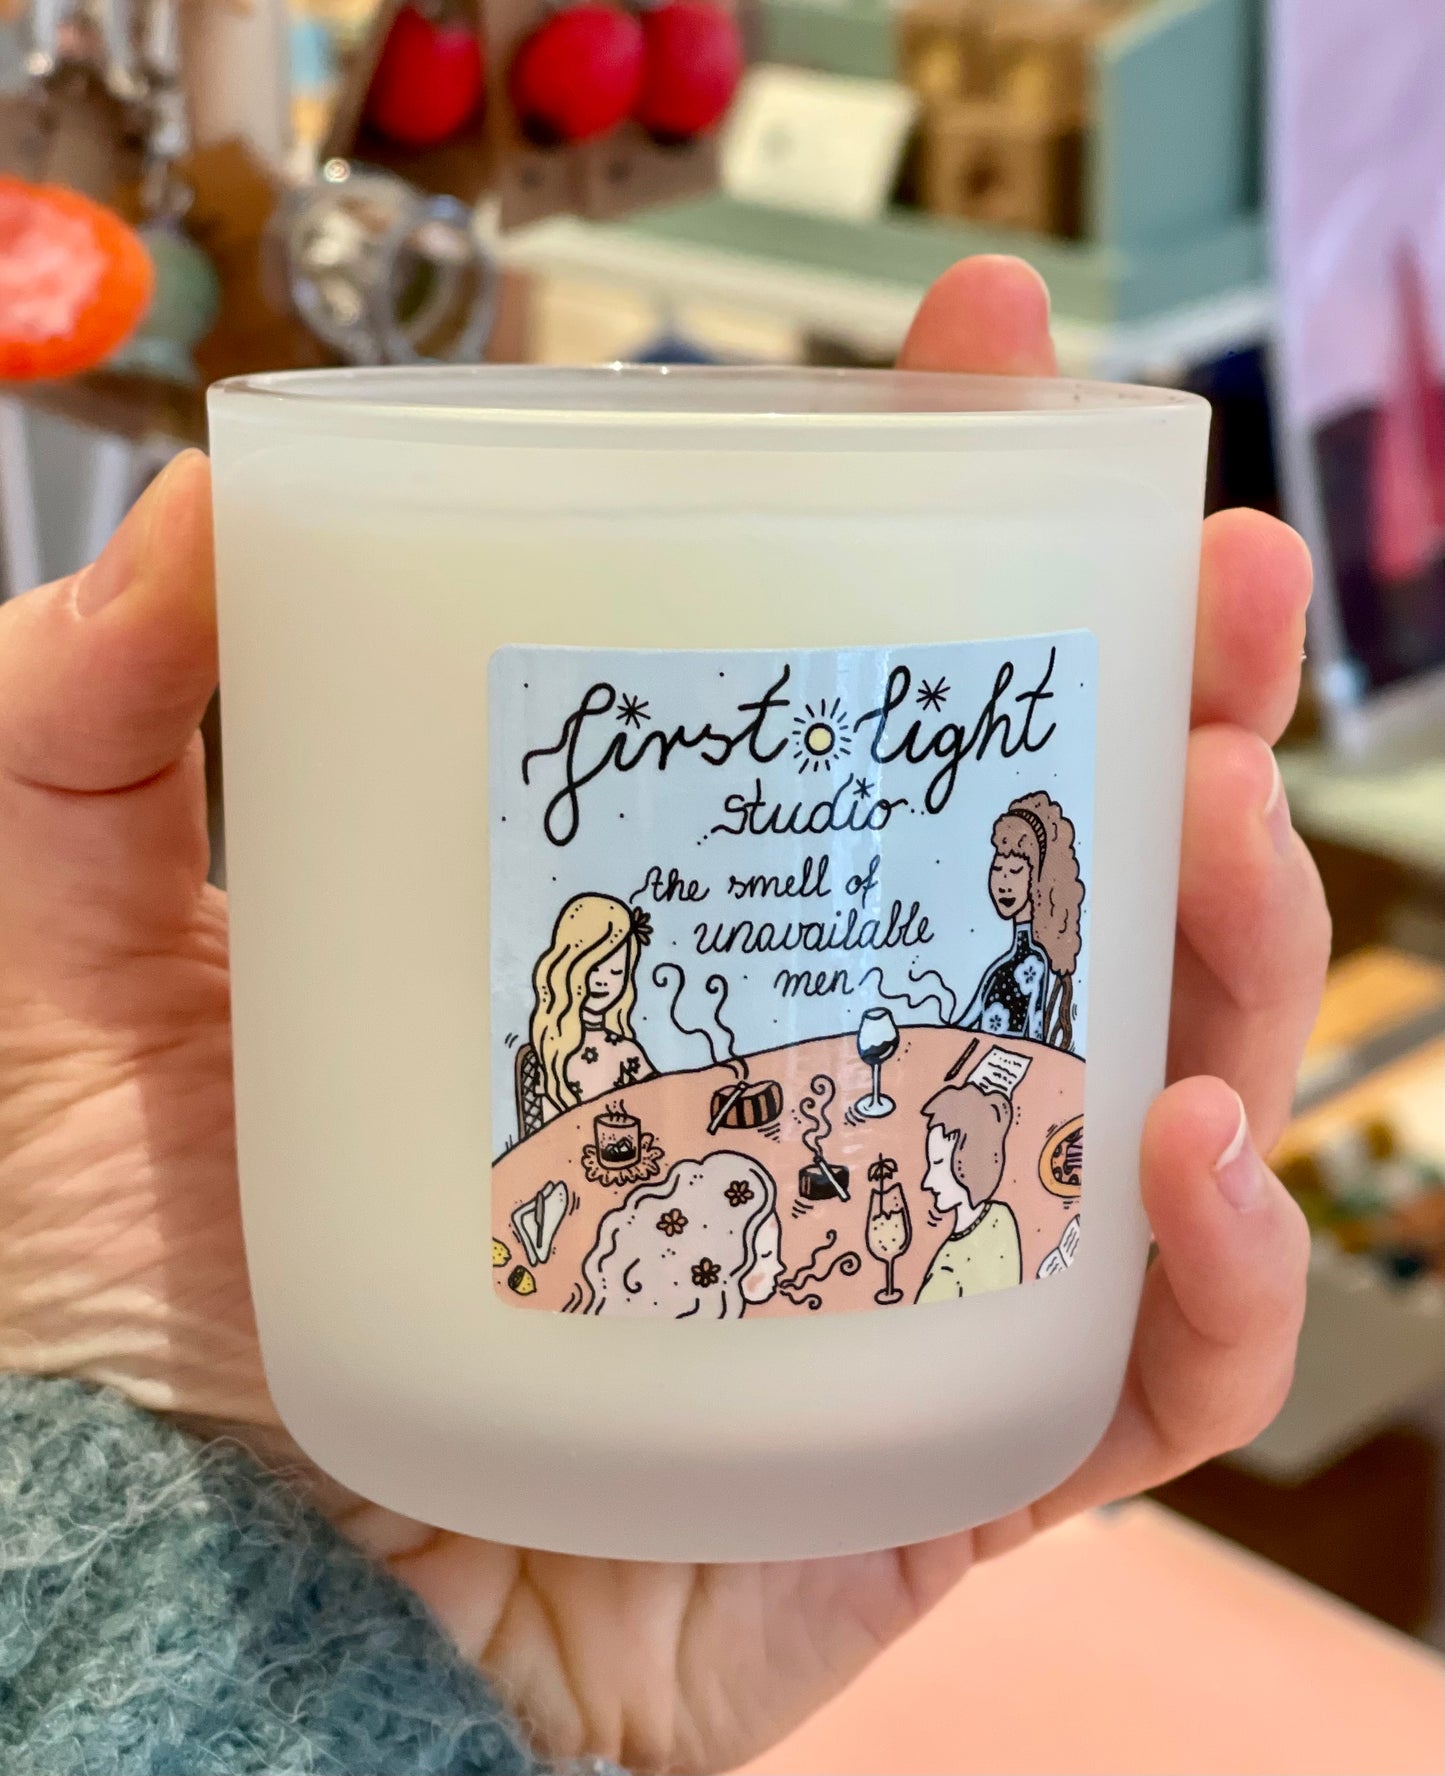 first light
studio
the smell of
unavailable
men